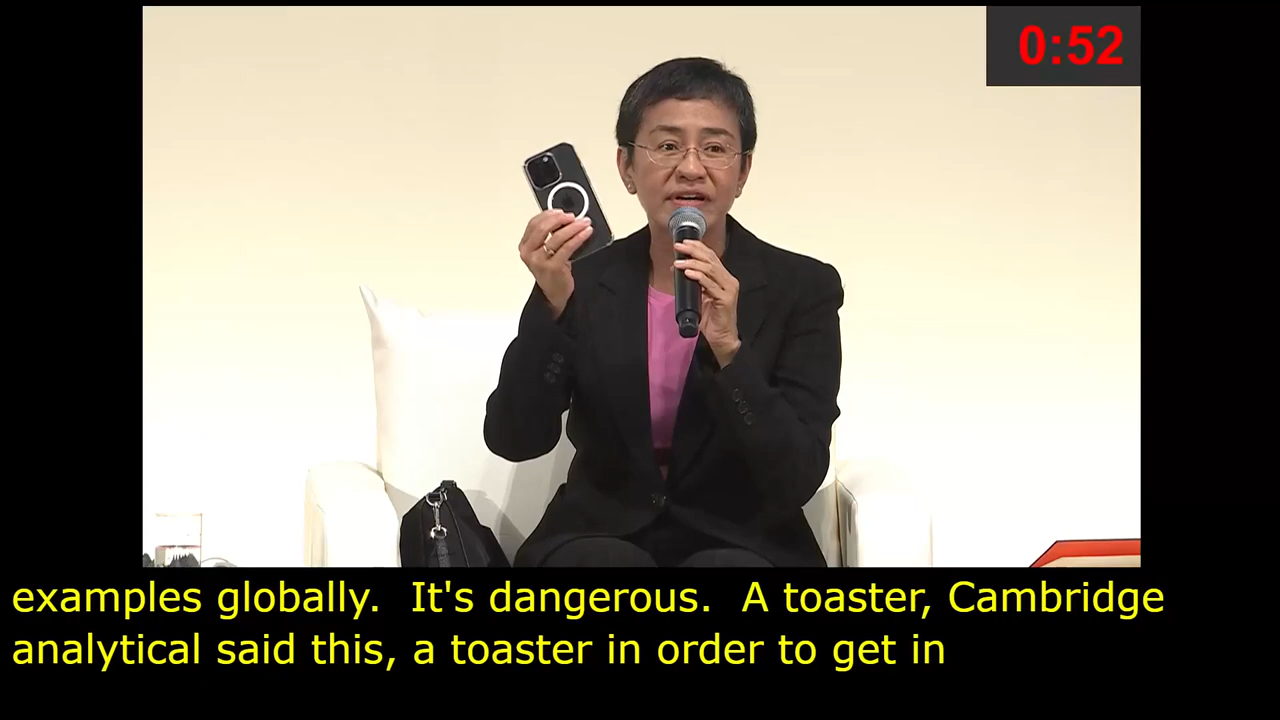 0:52
examples globally.  It's dangerous.  A toaster, Cambridge
analytical said this, a toaster in order to get in